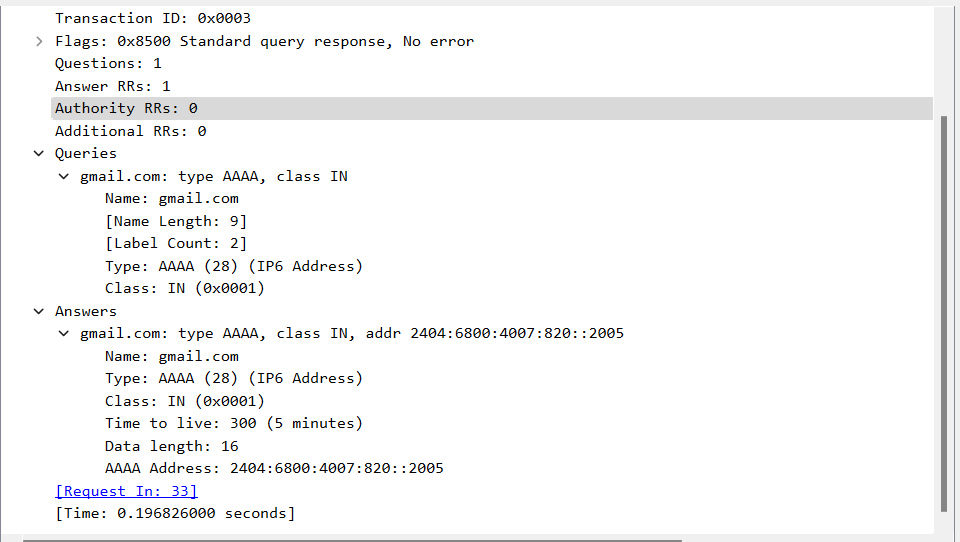 Transaction ID: 0x0003
Flags: 0x8500 Standard query response, No error
Questions: 1
Answer RRs: 1
Authority RRs: 0
Additional RRs: 0
Queries
gmail.com: type AAAA, class IN
Name: gmail.com
[Name Length: 9]
[Label Count: 2]
Type: AAAA (28) (IP6 Address)
Class: IN (0x0001)
Answers
gmail.com: type AAAA, class IN, addr 2404:6800:4007:820::2005
Name: gmail.com
Type: AAAA (28) (IP6 Address)
Class: IN (0x0001)
Time to live: 300 (5 minutes)
Data length: 16
AAAA Address: 2404:6800:4007:820::2005
[Request In: 33]
[Time: 0.196826000 seconds]